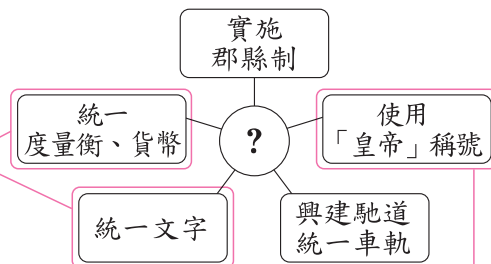 實施
郡縣制
統一
度量衡、貨幣
?
使用
「皇帝」稱號
統一文字
興建馳道
統一車軌